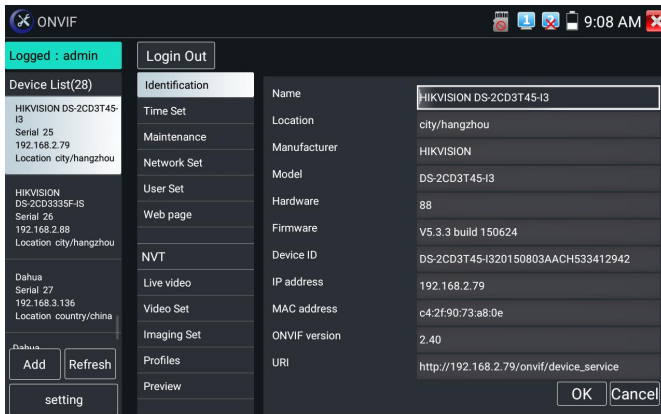 ONVIF
1
9:08 AM
Logged : admin
Login Out
Device List(28)
HIKVISION DS-2CD3T45-
I3
Serial 25
192.168.2.79
Location city/hangzhou
HIKVISION
DS-2CD3335F-IS
Serial 26
192.168.2.88
Location city/hangzhou
Dahua
Serial 27
192.168.3.136
Location country/china
Dahua
Add
Refresh
setting
Identification
Time Set
Maintenance
Network Set
User Set
Web page
NVT
Live video
Video Set
Imaging Set
Profiles
Preview
Name HIKVISION DS-2CD3T45-I3
Location city/hangzhou
Manufacturer HIKVISION
Model DS-2CD3T45-I3
Hardware 88
Firmware V5.3.3 build 150624
Device ID DS-2CD3T45-I320150803AACH533412942
IP address 192.168.2.79
MAC address c4:2f:90:73:a8:0e
ONVIF version 2.40
URI http://192.168.2.79/onvif/device_service
OK
Cancel